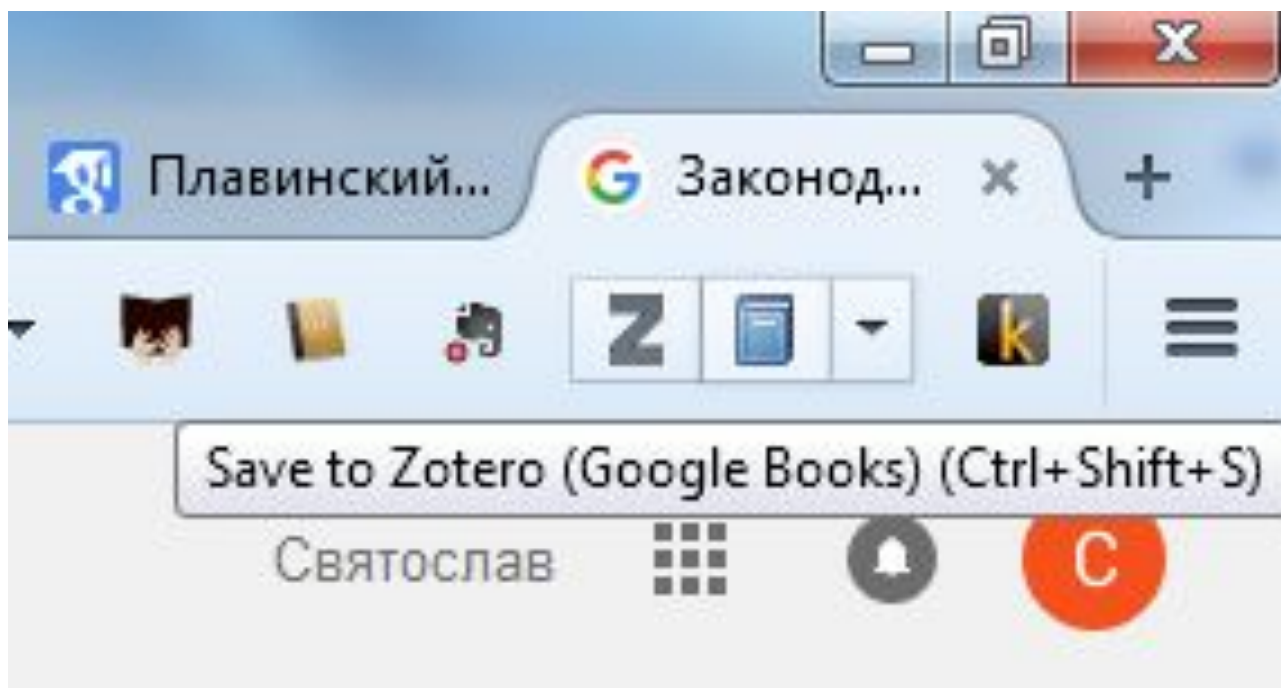 Плавинский...
Законод...
Z
k
Save to Zotero (Google Books) (Ctrl+Shift+S)
Святослав
С